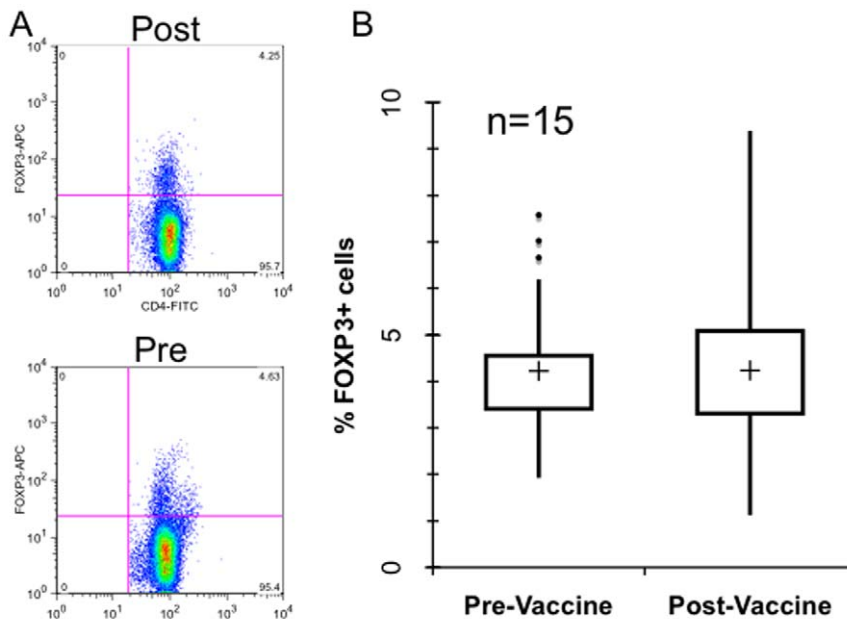 A
Post
10^4
0
4.25
10^3
10^2
10^1
10^0
0
95.7
FOXP3-APC
10^0
10^1
10^2
10^3
10^4
CD4-FITC
Pre
10^4
0
4.63
10^3
10^2
10^1
10^0
0
95.4
FOXP3-APC
10^0
10^1
10^2
10^3
10^4
B
n=15
10
5
0
% FOXP3+ cells
Pre-Vaccine
Post-Vaccine